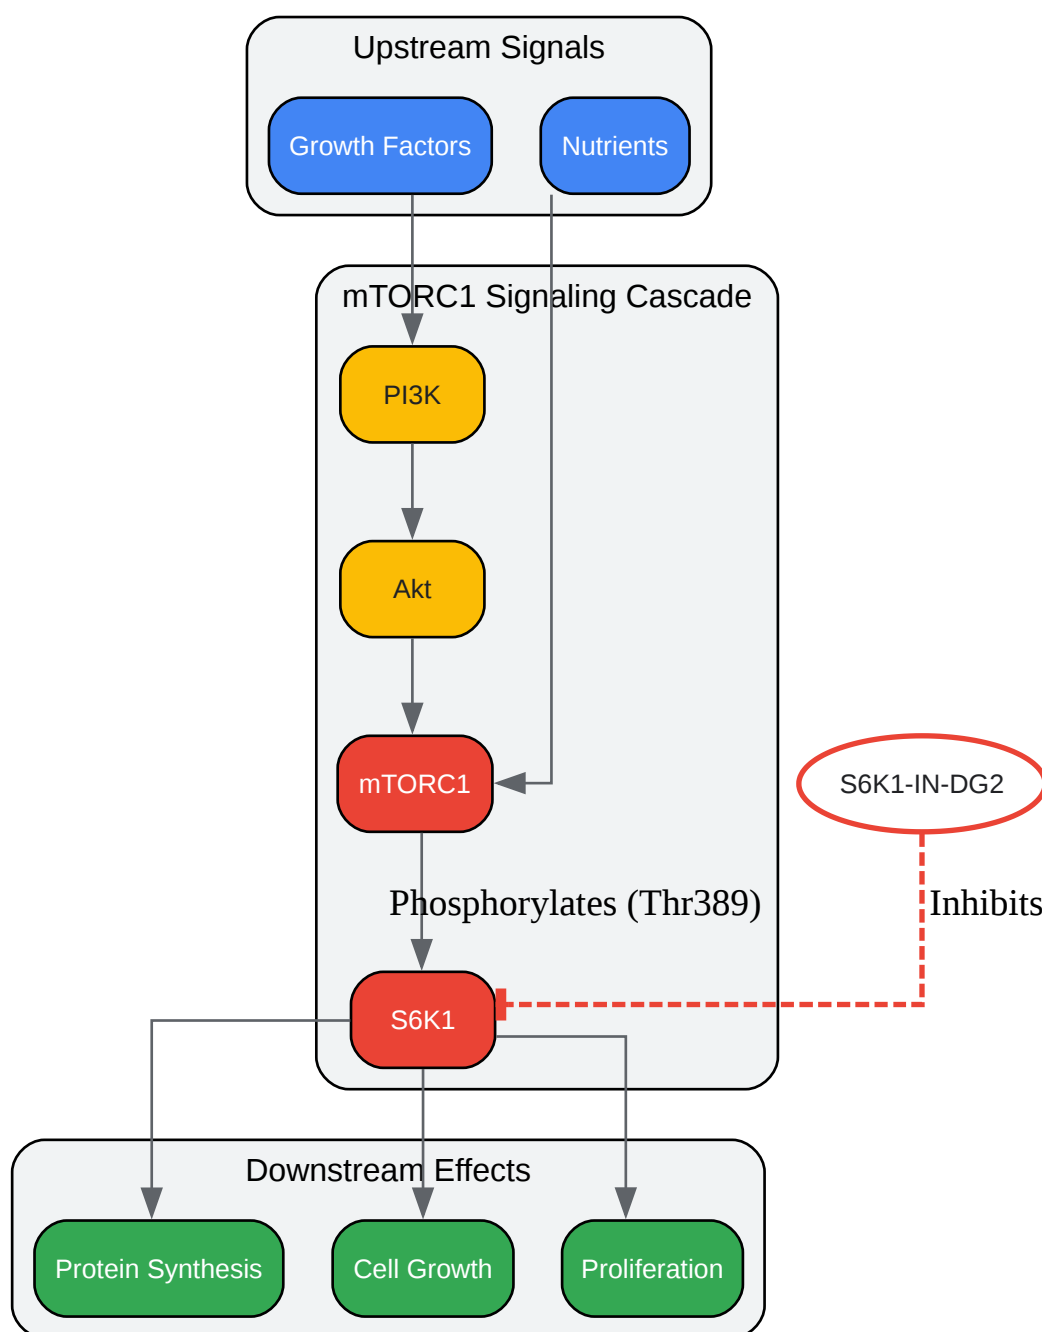 Upstream Signals
Growth Factors
Nutrients
mTORC1 Signaling Cascade
PI3K
Akt
mTORC1
S6K1-IN-DG2
Phosphorylates (Thr389)
Inhibits
S6K1
Downstream Effects
Protein Synthesis
Cell Growth
Proliferation